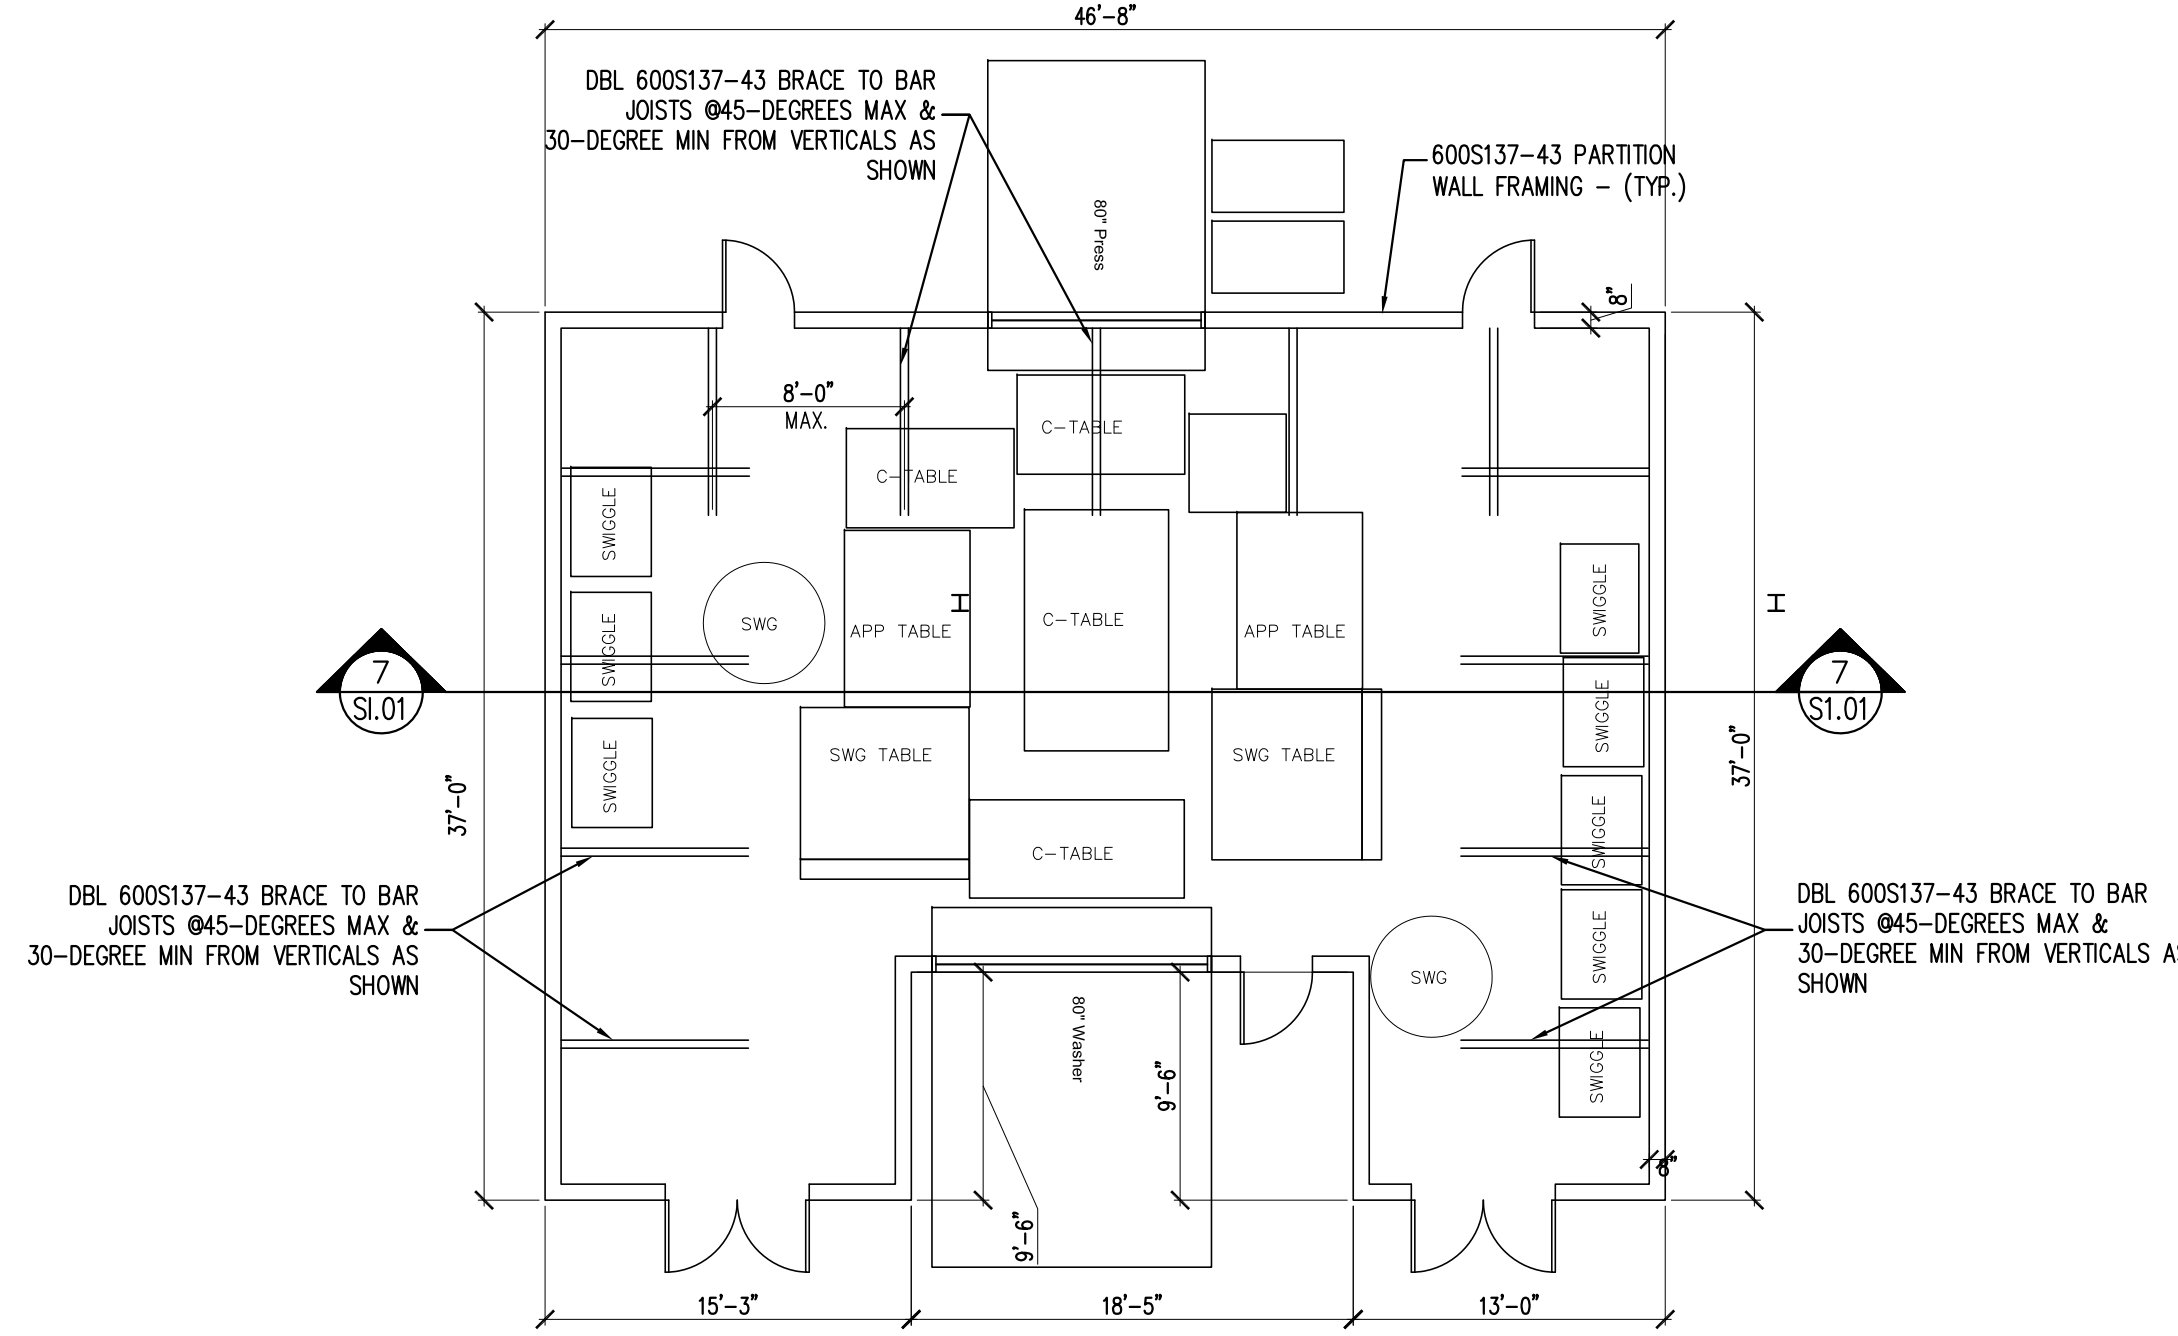 46'-8"
DBL 600S137-43 BRACE TO BAR
JOISTS @45-DEGREES MAX &
30-DEGREE MIN FROM VERTICALS AS
SHOWN
600S137-43 PARTITION
WALL FRAMING - (TYP.)
80" Press
8"
8'-0"
MAX.
C-TABLE
C-TABLE
SWIGGLE
SWIGGLE
SWIGGLE
SWG
APP TABLE
H
C-TABLE
APP TABLE
SWIGGLE
H
7
SI.01
7
S1.01
SWIGGLE
SWG TABLE
SWG TABLE
37'-0"
37'-0"
SWIGGLE
C-TABLE
DBL 600S137-43 BRACE TO BAR
JOISTS @45-DEGREES MAX &
30-DEGREE MIN FROM VERTICALS AS
SHOWN
DBL 600S137-43 BRACE TO BAR
JOISTS @45-DEGREES MAX &
30-DEGREE MIN FROM VERTICALS AS
SHOWN
SWIGGLE
SWG
80" Washer
9'-6"
SWIGGLE
8"
9'-6"
15'-3"
18'-5"
13'-0"